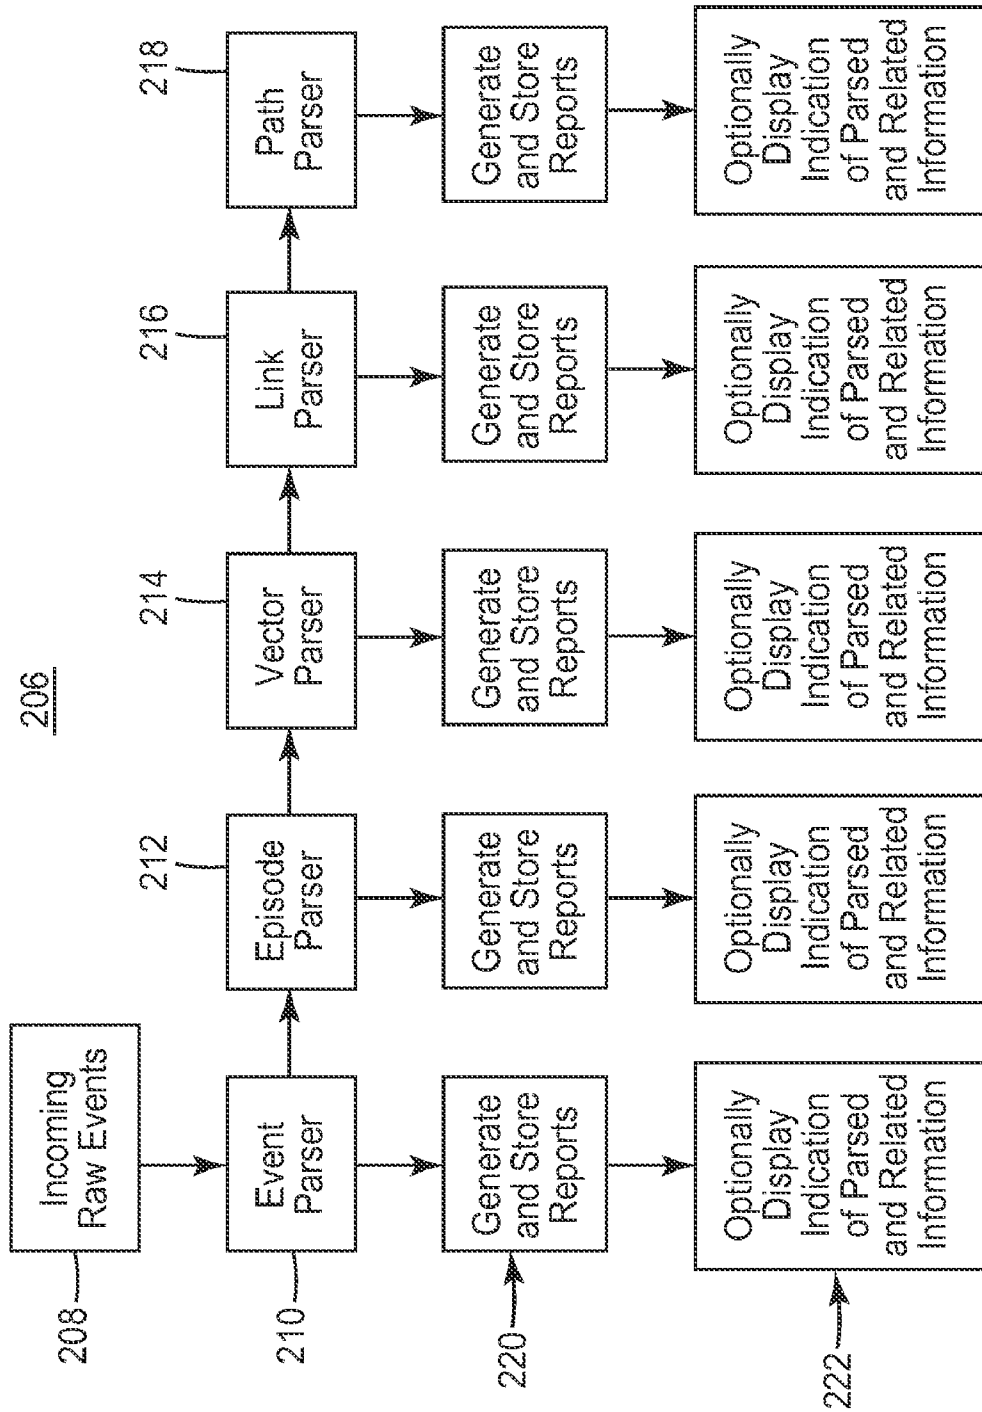 206
208
Incoming
Raw Events
210
Event
Parser
212
Episode
Parser
214
Vector
Parser
216
Link
Parser
218
Path
Parser
220
Generate
and Store
Reports
Generate
and Store
Reports
Generate
and Store
Reports
Generate
and Store
Reports
Generate
and Store
Reports
222
Optionally
Display
Indication
of Parsed
and Related
Information
Optionally
Display
Indication
of Parsed
and Related
Information
Optionally
Display
Indication
of Parsed
and Related
Information
Optionally
Display
Indication
of Parsed
and Related
Information
Optionally
Display
Indication
of Parsed
and Related
Information